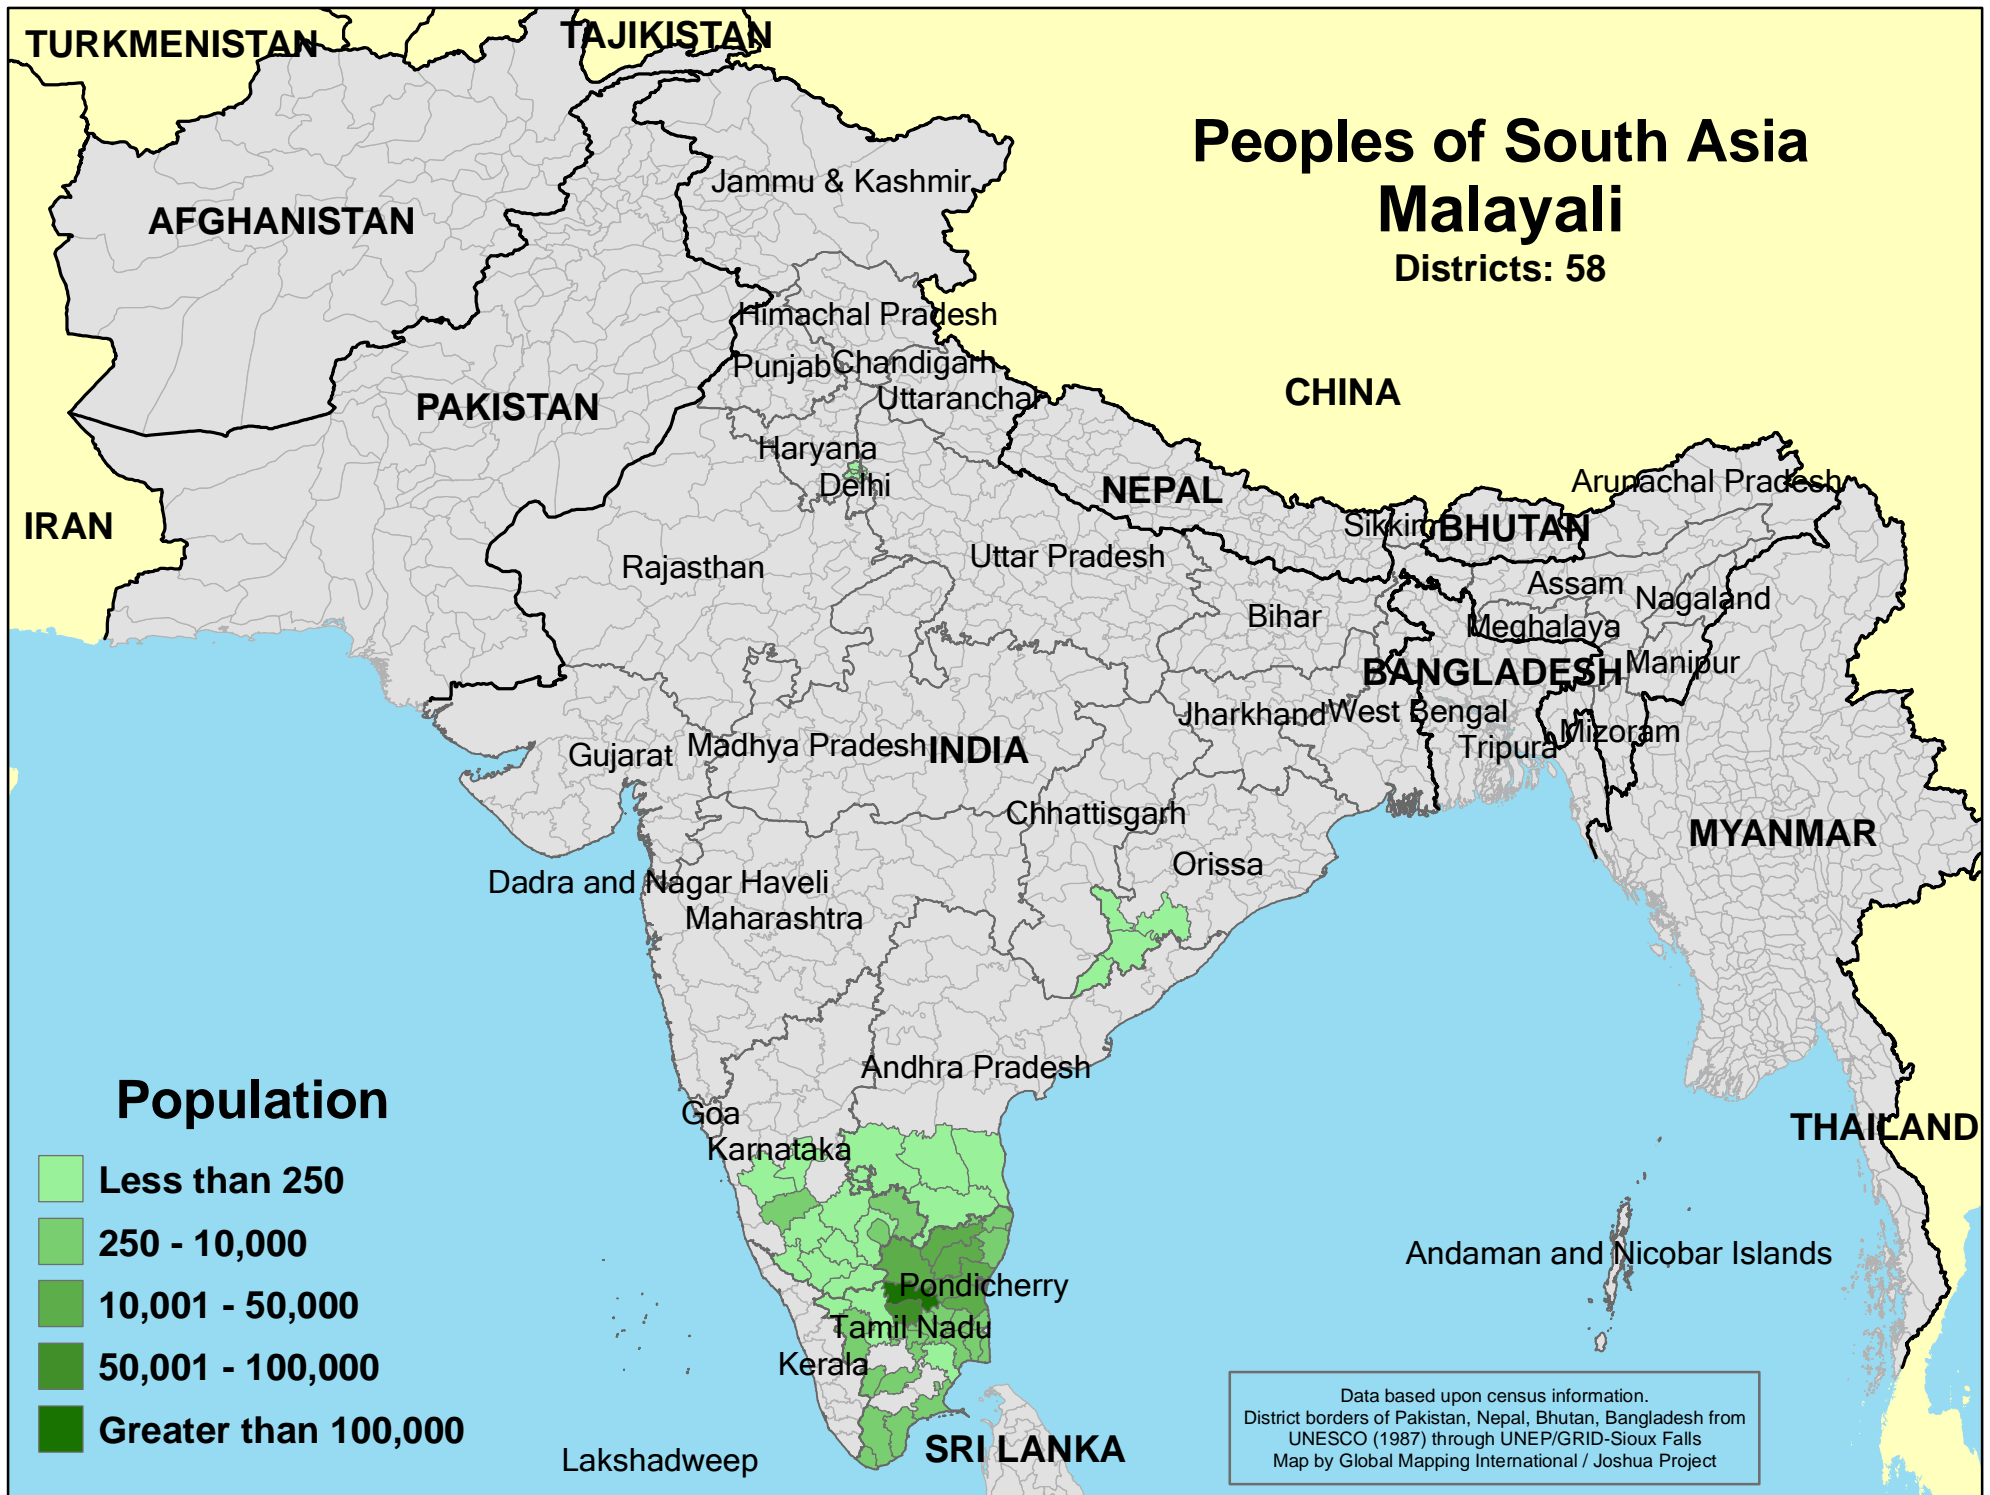 TURKMENISTAN
TAJIKISTAN
Peoples of South Asia
Malayali
Districts: 58
Jammu & Kashmir
AFGHANISTAN
Himachal Pradesh
Punjab
Chandigarh
Uttaranchal
PAKISTAN
CHINA
Haryana
Delhi
NEPAL
Arunachal Pradesh
IRAN
Sikkim
BHUTAN
Rajasthan
Uttar Pradesh
Assam
Nagaland
Bihar
Meghalaya
BANGLADESH
Manipur
Jharkhand
West Bengal
Mizoram
Tripura
Gujarat
Madhya Pradesh
INDIA
Chhattisgarh
MYANMAR
Orissa
Dadra and Nagar Haveli
Maharashtra
Andhra Pradesh
Goa
Karnataka
THAILAND
Population
Less than 250
250 - 10,000
10,001 - 50,000
50,001 - 100,000
Greater than 100,000
Andaman and Nicobar Islands
Pondicherry
Tamil Nadu
Kerala
Lakshadweep
SRI LANKA
Data based upon census information.
District borders of Pakistan, Nepal, Bhutan, Bangladesh from
UNESCO (1987) through UNEP/GRID-Sioux Falls
Map by Global Mapping International / Joshua Project